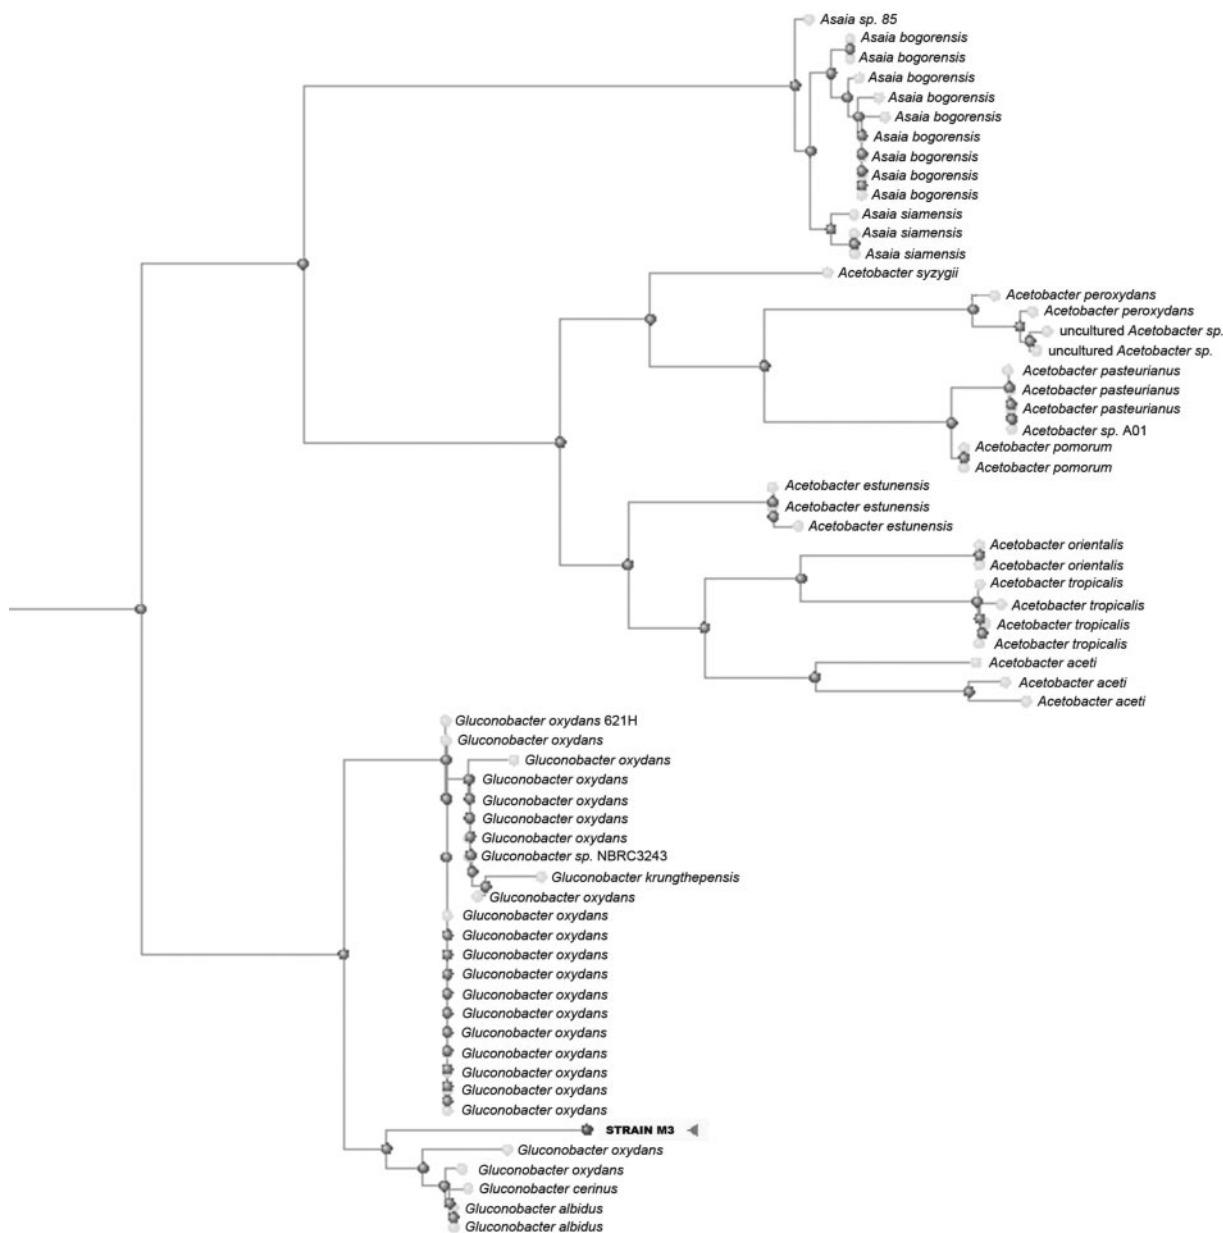 Asaia sp. 85
Asaia bogorensis
Asaia bogorensis
Asaia bogorensis
Asaia bogorensis
Asaia bogorensis
Asaia bogorensis
Asaia bogorensis
Asaia bogorensis
Asaia bogorensis
Asaia siamensis
Asaia siamensis
Asaia siamensis
Acetobacter syzygii
Acetobacter peroxydans
Acetobacter peroxydans
uncultured Acetobacter sp.
uncultured Acetobacter sp.
Acetobacter pasteurianus
Acetobacter pasteurianus
Acetobacter pasteurianus
Acetobacter sp. A01
Acetobacter pomorum
Acetobacter pomorum
Acetobacter estunensis
Acetobacter estunensis
Acetobacter estunensis
Acetobacter orientalis
Acetobacter orientalis
Acetobacter tropicalis
Acetobacter tropicalis
Acetobacter tropicalis
Acetobacter tropicalis
Acetobacter aceti
Acetobacter aceti
Acetobacter aceti
Gluconobacter oxydans 621H
Gluconobacter oxydans
Gluconobacter oxydans
Gluconobacter oxydans
Gluconobacter oxydans
Gluconobacter oxydans
Gluconobacter oxydans
Gluconobacter sp. NBRC3243
Gluconobacter krungthepensis
Gluconobacter oxydans
Gluconobacter oxydans
Gluconobacter oxydans
Gluconobacter oxydans
Gluconobacter oxydans
Gluconobacter oxydans
Gluconobacter oxydans
Gluconobacter oxydans
Gluconobacter oxydans
Gluconobacter oxydans
Gluconobacter oxydans
Gluconobacter oxydans
STRAIN M3
Gluconobacter oxydans
Gluconobacter oxydans
Gluconobacter cerinus
Gluconobacter albidus
Gluconobacter albidus